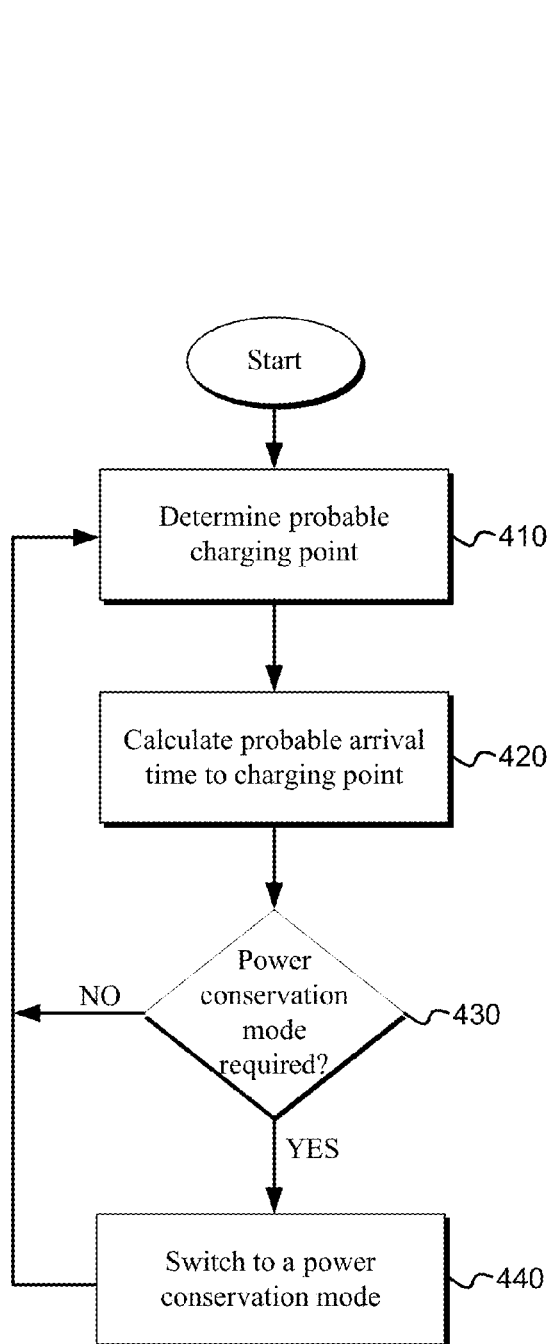 Start
Determine probable
charging point
410
Calculate probable arrival
time to charging point
420
Power
conservation
mode
required?
NO
430
YES
Switch to a power
conservation mode
440